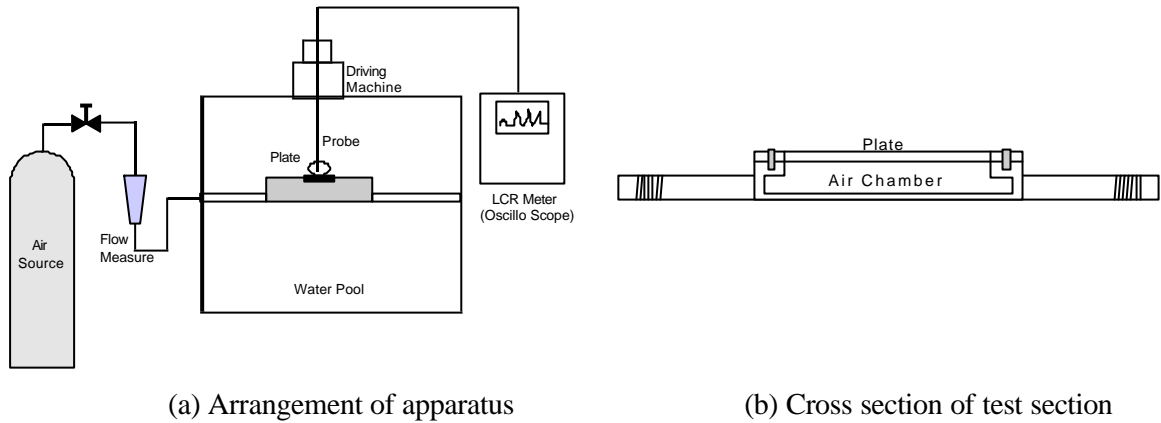 Driving
Machine
Probe
Plate
LCR Meter
(Oscillo Scope)
Flow
Measure
Air
Source
Water Pool
(a) Arrangement of apparatus
Plate
Air Chamber
(b) Cross section of test section